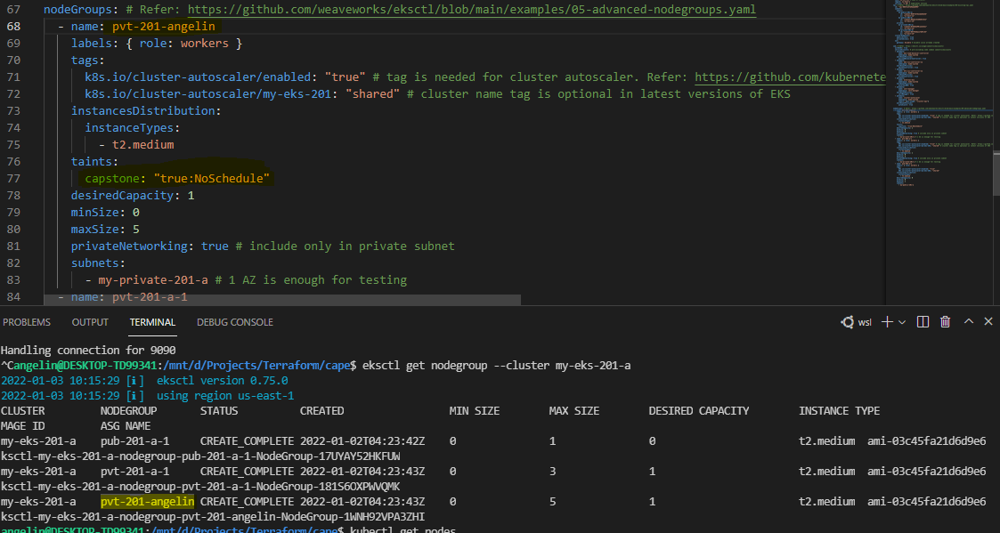 67 nodeGroups: # Refer: https://github.com/weaveworks/eksctl/blob/main/examples/05-advanced-nodegroups.yaml
68 - name: pvt-201-angelin
69 labels: { role: workers }
70 tags:
71 k8s.io/cluster-autoscaler/enabled: "true" # tag is needed for cluster autoscaler. Refer: https://github.com/kubernete
72 k8s.io/cluster-autoscaler/my-eks-201: "shared" # cluster name tag is optional in latest versions of EKS
73 instancesDistribution:
74 instanceTypes:
75 - t2.medium
76 taints:
77 capstone: "true:NoSchedule"
78 desiredCapacity: 1
79 minSize: 0
80 maxSize: 5
81 privateNetworking: true # include only in private subnet
82 subnets:
83 - my-private-201-a # 1 AZ is enough for testing
84 - name: pvt-201-a-1
PROBLEMS OUTPUT TERMINAL DEBUG CONSOLE wsl
Handling connection for 9090
^Cangelin@DESKTOP-TD99341:/mnt/d/Projects/Terraform/cape$ eksctl get nodegroup --cluster my-eks-201-a
2022-01-03 10:15:29 [ℹ] eksctl version 0.75.0
2022-01-03 10:15:29 [ℹ] using region us-east-1
CLUSTER NODEGROUP STATUS CREATED MIN SIZE MAX SIZE DESIRED CAPACITY INSTANCE TYPE
MAGE ID ASG NAME
my-eks-201-a pub-201-a-1 CREATE_COMPLETE 2022-01-02T04:23:42Z 0 1 0 t2.medium ami-03c45fa21d6d9e6
ksctl-my-eks-201-a-nodegroup-pub-201-a-1-NodeGroup-17UYAY52HKFUW
my-eks-201-a pvt-201-a-1 CREATE_COMPLETE 2022-01-02T04:23:43Z 0 3 1 t2.medium ami-03c45fa21d6d9e6
ksctl-my-eks-201-a-nodegroup-pvt-201-a-1-NodeGroup-181S6OXPWVQMK
my-eks-201-a pvt-201-angelin CREATE_COMPLETE 2022-01-02T04:23:43Z 0 5 1 t2.medium ami-03c45fa21d6d9e6
ksctl-my-eks-201-a-nodegroup-pvt-201-angelin-NodeGroup-1WNH92VPA3ZHI
angelin@DESKTOP-TD99341:/mnt/d/Projects/Terraform/cape$ kubectl get nodes